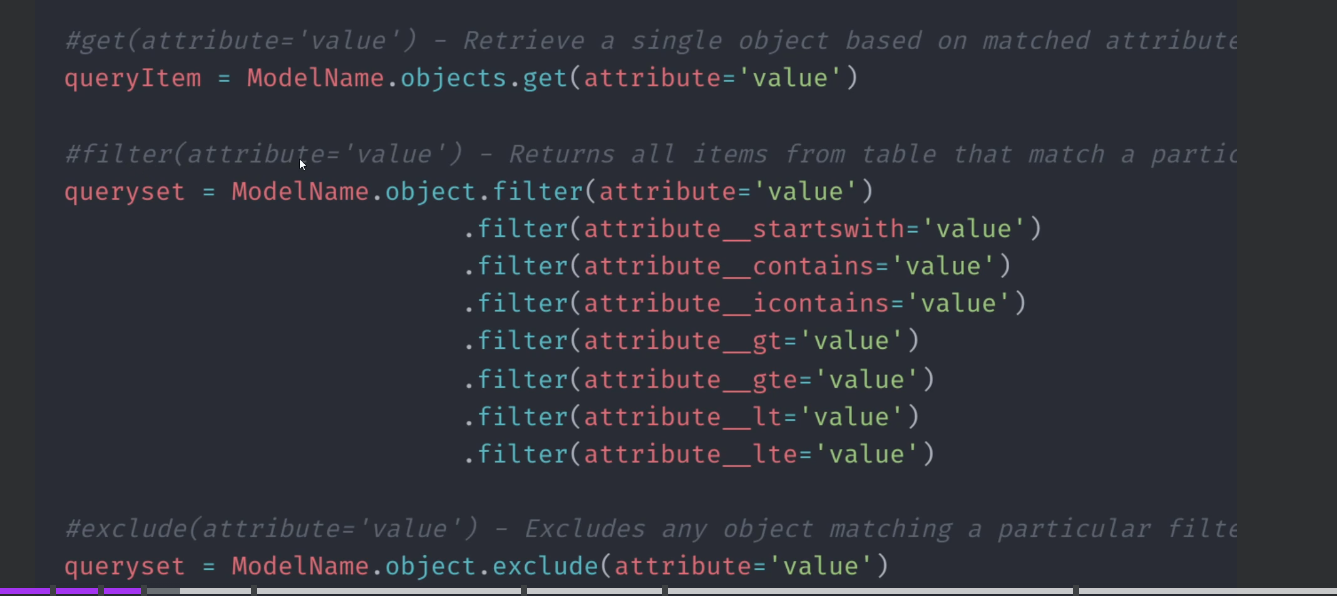 #get(attribute='value') – Retrieve a single object based on matched attribute
queryItem = ModelName.objects.get(attribute='value')
#filter(attribute='value') – Returns all items from table that match a
queryset = ModelName.object.filter(attribute='value')
.filter(attribute__startswith='value')
.filter(attribute__contains='value')
.filter(attribute__icontains='value')
.filter(attribute__gt='value')
.filter(attribute__gte='value')
.filter(attribute__lt='value')
.filter(attribute__lte='value')
#exclude(attribute='value') – Excludes any object matching a particular
queryset = ModelName.object.exclude(attribute='value')